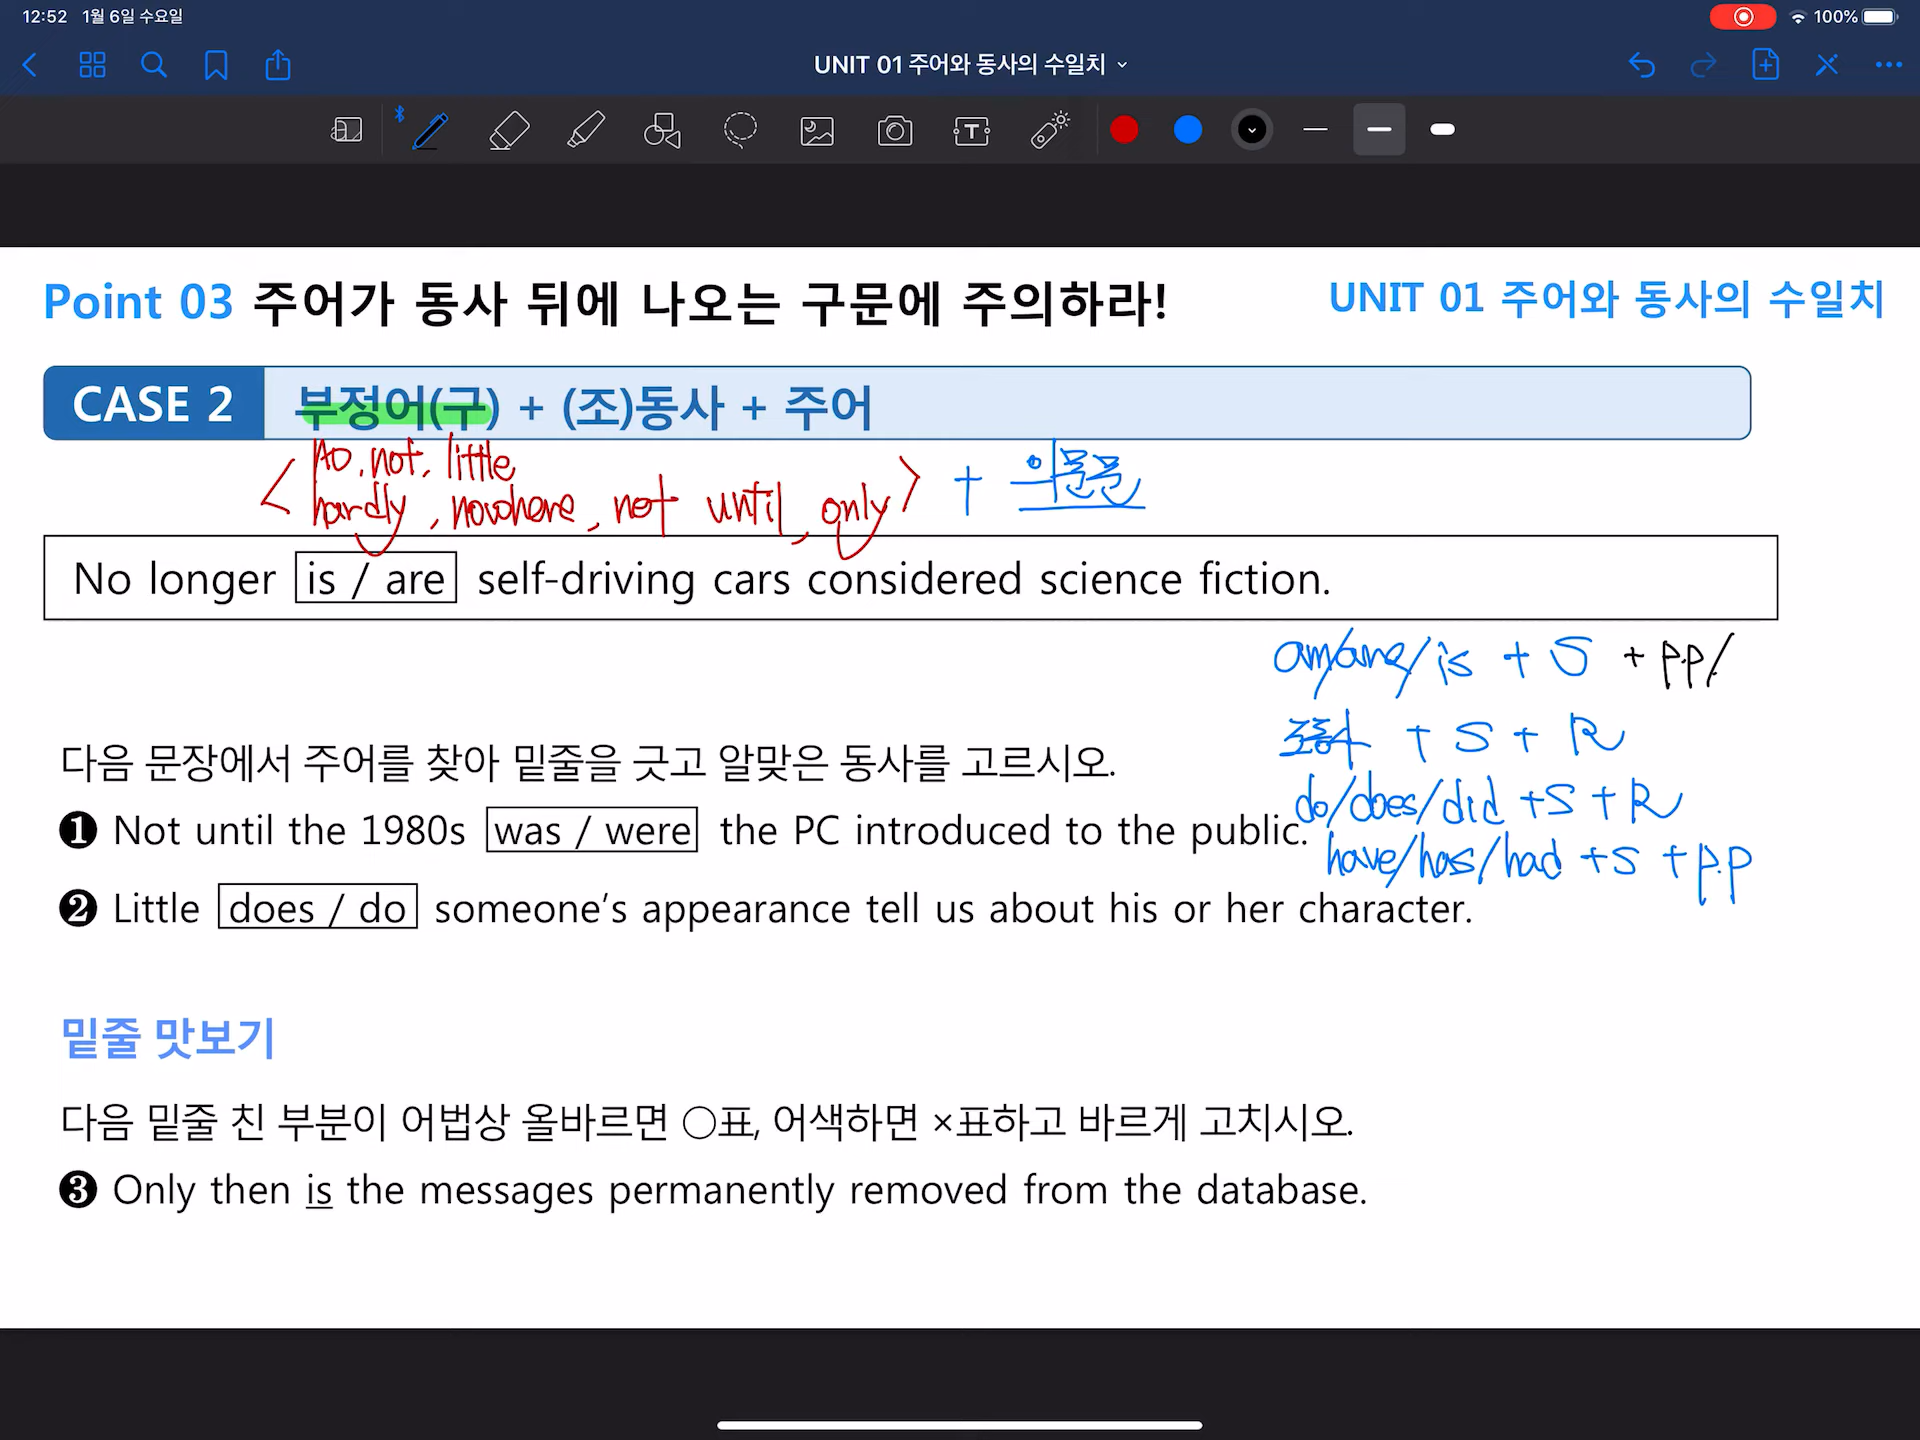 12:52 1월 6일 수요일
100%
UNIT 01 주어와 동사의 수일치
Point 03 주어가 동사 뒤에 나오는 구문에 주의하라!
UNIT 01 주어와 동사의 수일치
CASE 2 부정어(구) + (조)동사 + 주어
no, not, little
< hardly, nowhere, not until, only > + 의문문
No longer is / are self-driving cars considered science fiction.
am/are/is + S + p.p/
조동사 + S + R
다음 문장에서 주어를 찾아 밑줄을 긋고 알맞은 동사를 고르시오.
do/does/did + S + R
❶ Not until the 1980s was / were the PC introduced to the public.
have/has/had + S + p.p
❷ Little does / do someone’s appearance tell us about his or her character.
밑줄 맛보기
다음 밑줄 친 부분이 어법상 올바르면 ○표, 어색하면 ×표하고 바르게 고치시오.
❸ Only then is the messages permanently removed from the database.